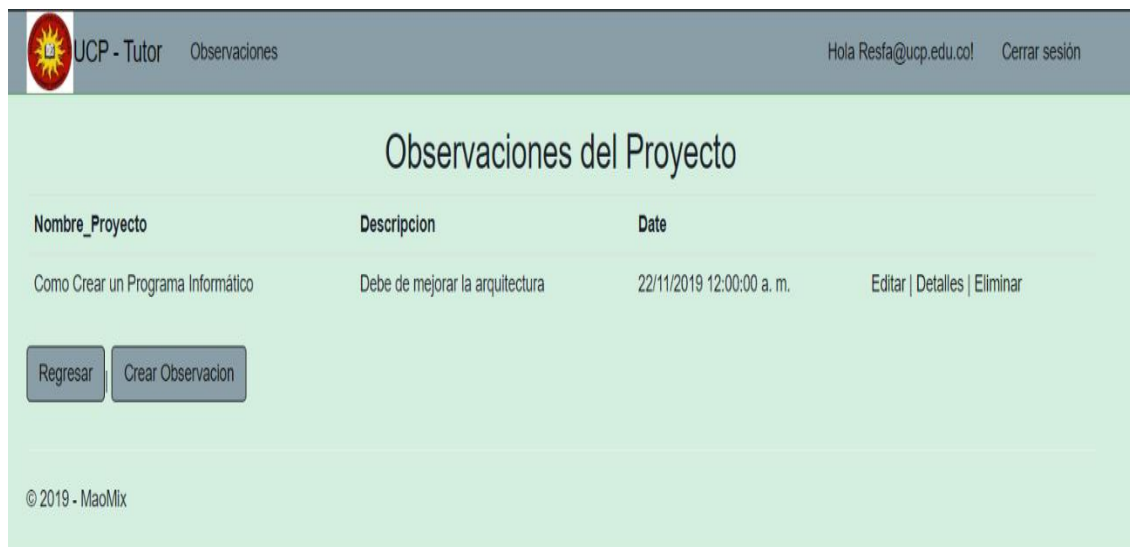 UCP - Tutor Observaciones Hola Resfa@ucp.edu.co! Cerrar sesión
Observaciones del Proyecto
Nombre_Proyecto Descripcion Date
Como Crear un Programa Informático Debe de mejorar la arquitectura 22/11/2019 12:00:00 a. m. Editar | Detalles | Eliminar
Regresar | Crear Observacion
© 2019 - MaoMix